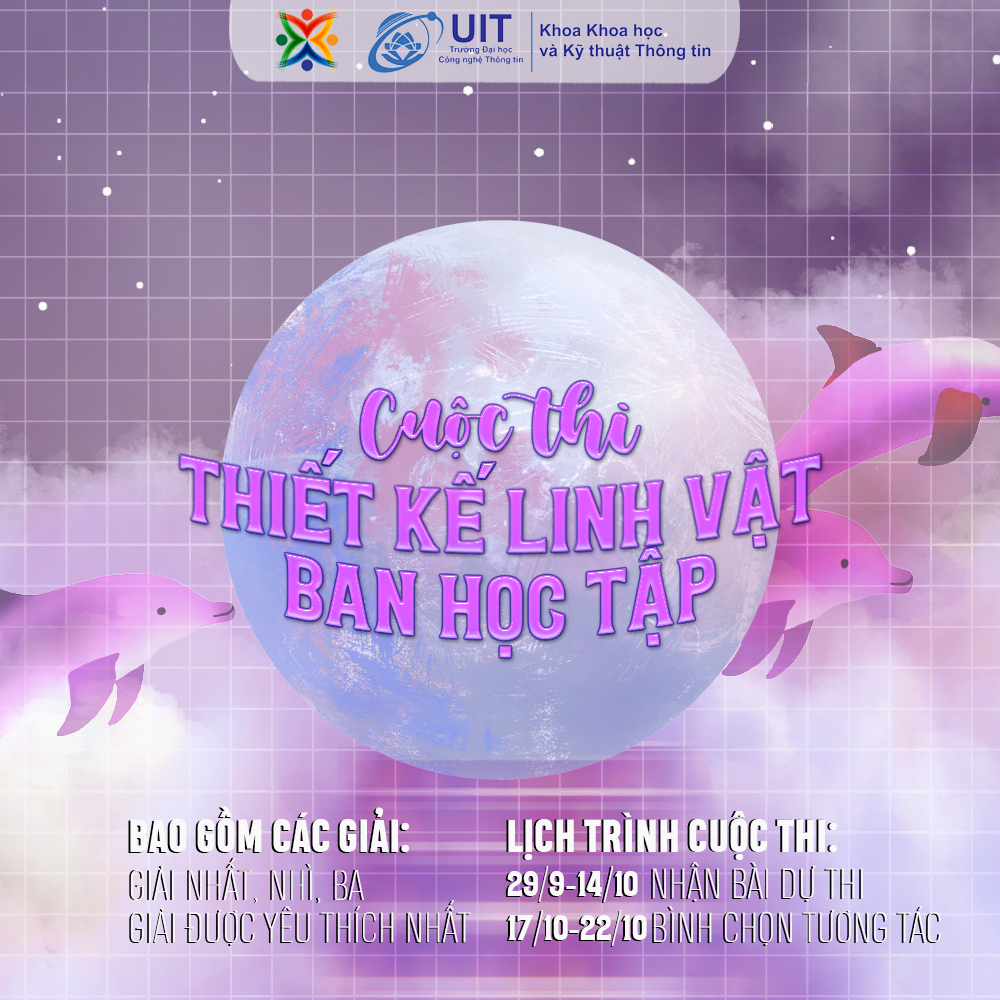 UIT
Trường Đại học
Công nghệ Thông tin
Khoa Khoa học
và Kỹ thuật Thông tin
Cuộc thi
THIẾT KẾ LINH VẬT
BAN HỌC TẬP
BAO GỒM CÁC GIẢI:
GIẢI NHẤT, NHÌ, BA
GIẢI ĐƯỢC YÊU THÍCH NHẤT
LỊCH TRÌNH CUỘC THI:
29/9-14/10 NHẬN BÀI DỰ THI
17/10-22/10 BÌNH CHỌN TƯƠNG TÁC